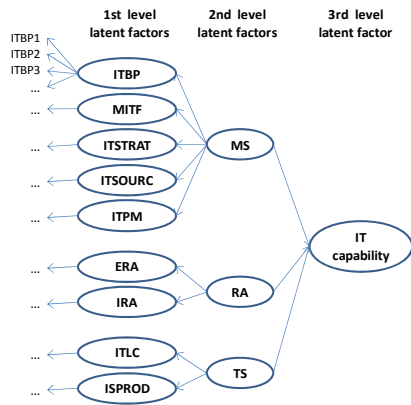 1st level 2nd level 3rd level
latent factors latent factors latent factor
ITBP1
ITBP2
ITBP3
...
ITBP
... MITF
... ITSTRAT MS
... ITSOURC
... ITPM
IT
capability
... ERA
... IRA RA
... ITLC
... ISPROD TS